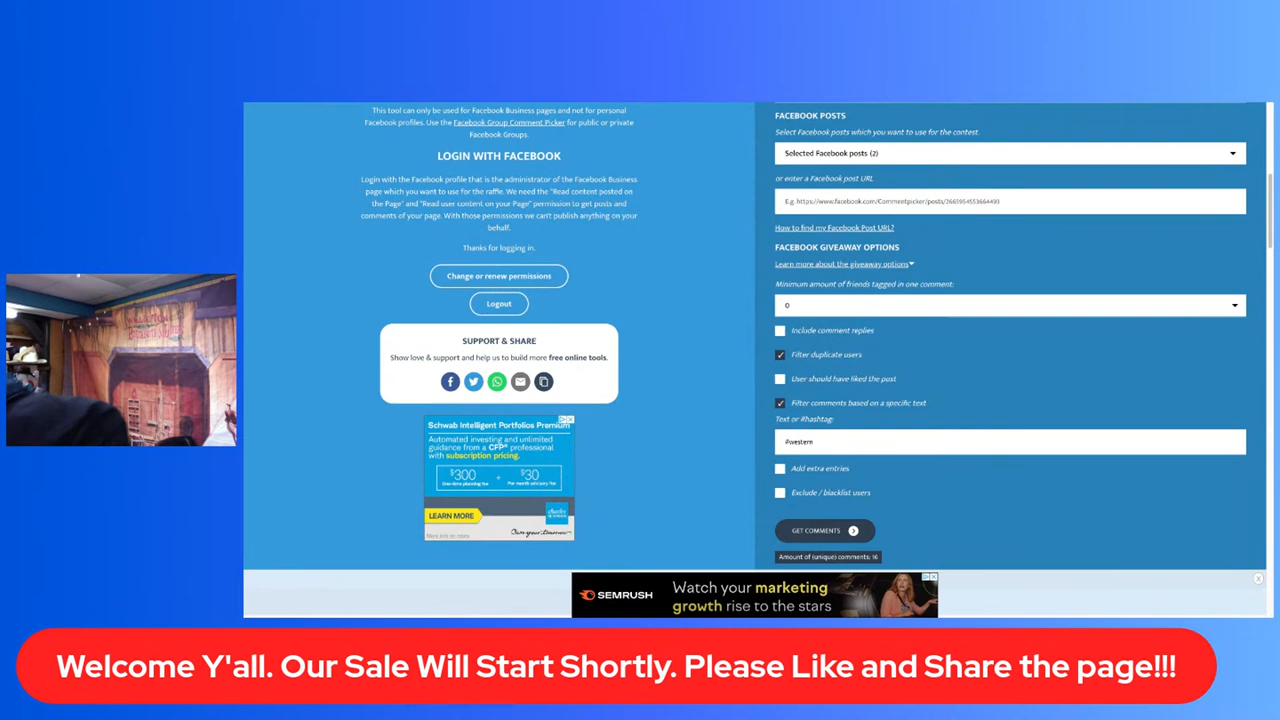 This tool can only be used for Facebook Business pages and not for personal
Facebook profiles. Use the Facebook Group Comment Picker for public or private
Facebook Groups.
LOGIN WITH FACEBOOK
Login with the Facebook profile that is the administrator of the Facebook Business
page which you want to use for the raffle. We need the "Read content posted on
the Page" and "Read user content on your Page" permission to get posts and
comments of your page. With those permissions we can't publish anything on your
behalf.
Thanks for logging in.
Change or renew permissions
Logout
SUPPORT & SHARE
Show love & support and help us to build more free online tools.
Schwab Intelligent Portfolios Premium
Automated investing and unlimited
guidance from a CFP® professional
with subscription pricing.
$300
One-time planning fee
+
$30
Per-month advisory fee
LEARN MORE
charles
Own your tomorrow
FACEBOOK POSTS
Select Facebook posts which you want to use for the contest.
Selected Facebook posts (2)
or enter a Facebook post URL
How to find my Facebook Post URL?
FACEBOOK GIVEAWAY OPTIONS
Learn more about the giveaway options
Minimum amount of friends tagged in one comment:
0
Include comment replies
Filter duplicate users
User should have liked the post
Filter comments based on a specific text
Text or #hashtag:
#western
Add extra entries
Exclude / blacklist users
GET COMMENTS
Amount of (unique) comments: 16
SEMRUSH
Watch your marketing
growth rise to the stars
Welcome Y'all. Our Sale Will Start Shortly. Please Like and Share the page!!!